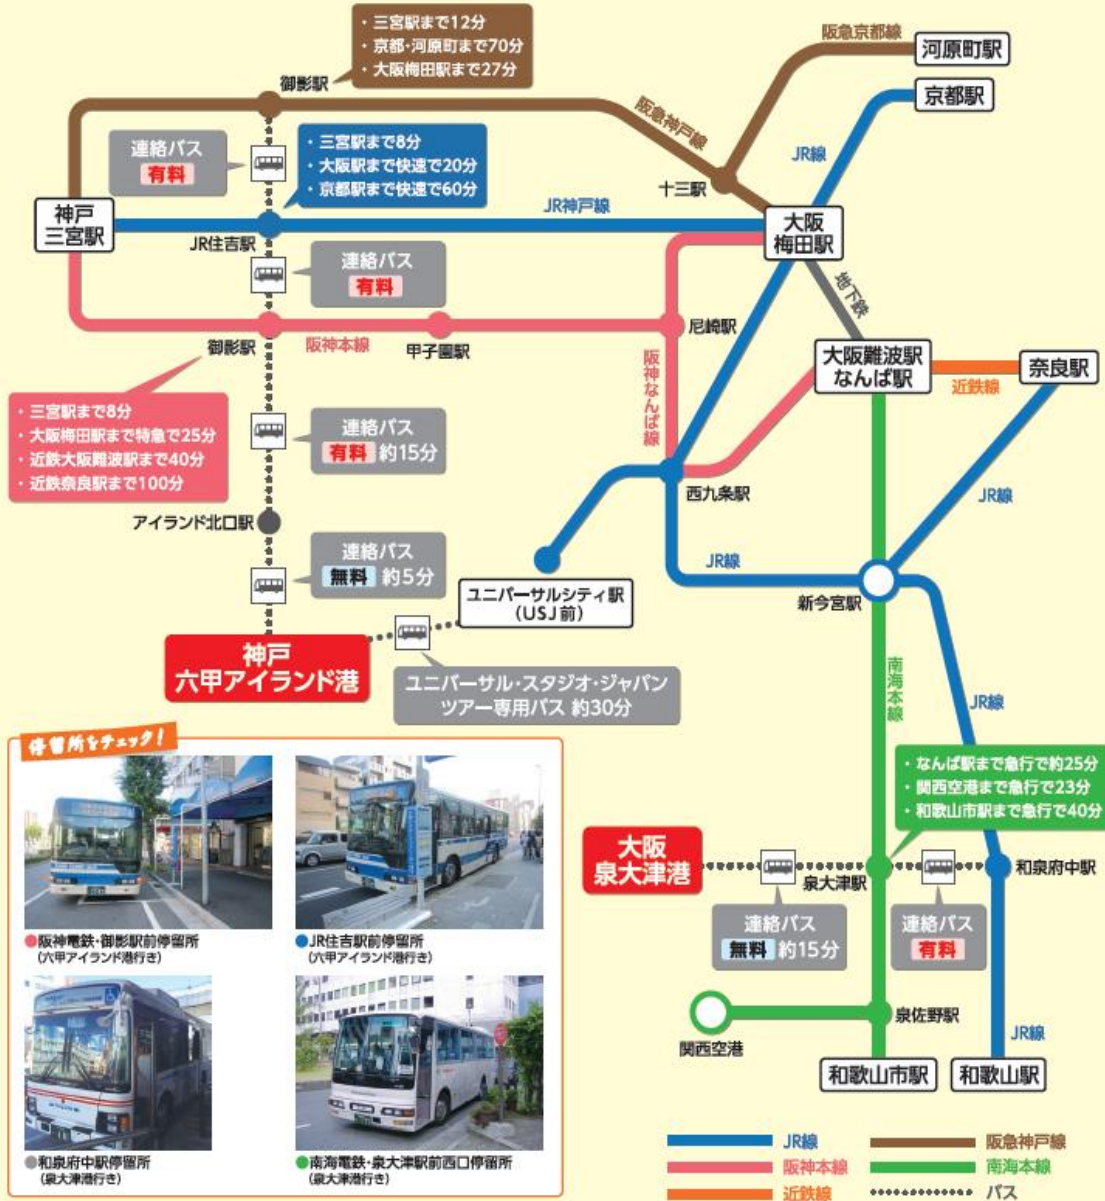 ・三宮駅まで12分
・京都・河原町まで70分
・大阪梅田駅まで27分
御影駅
阪急京都線
河原町駅
京都駅
阪急神戸線
JR線
十三駅
連絡バス
有料
・三宮駅まで8分
・大阪駅まで快速で20分
・京都駅まで快速で60分
神戸
三宮駅
JR神戸線
大阪
梅田駅
JR住吉駅
連絡バス
有料
地下鉄
御影駅
阪神本線
甲子園駅
尼崎駅
大阪難波駅
なんば駅
近鉄線
奈良駅
阪神なんば線
・三宮駅まで8分
・大阪梅田駅まで特急で25分
・近鉄大阪難波駅まで40分
・近鉄奈良駅まで100分
連絡バス
有料 約15分
西九条駅
JR線
アイランド北口駅
連絡バス
無料 約5分
JR線
ユニバーサルシティ駅
(USJ前)
新今宮駅
神戸
六甲アイランド港
ユニバーサル・スタジオ・ジャパン
ツアー専用バス 約30分
南海本線
JR線
・なんば駅まで急行で約25分
・関西空港まで急行で23分
・和歌山市駅まで急行で40分
大阪
泉大津港
泉大津駅
和泉府中駅
連絡バス
無料 約15分
連絡バス
有料
泉佐野駅
関西空港
JR線
和歌山市駅
和歌山駅
停留所をチェック!
●阪神電鉄・御影駅前停留所
(六甲アイランド港行き)
●JR住吉駅前停留所
(六甲アイランド港行き)
●和泉府中駅停留所
(泉大津港行き)
●南海電鉄・泉大津駅前西口停留所
(泉大津港行き)
JR線
阪急神戸線
阪神本線
南海本線
近鉄線
バス